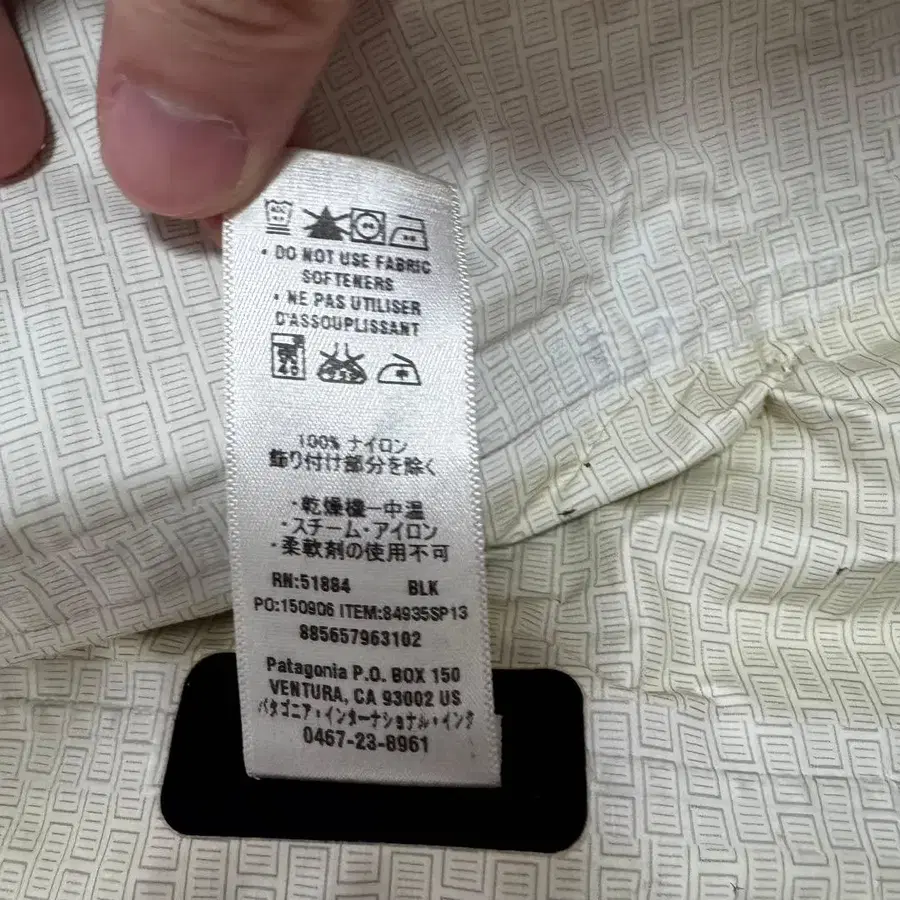 • DO NOT USE FABRIC
SOFTENERS
• NE PAS UTILISER
D'ASSOUPLISSANT
40
100% ナイロン
飾り付け部分を除く
・乾燥機ー中温
・スチーム・アイロン
・柔軟剤の使用不可
RN:51884 BLK
PO:150906 ITEM:84935SP13
885657963102
Patagonia P.O. BOX 150
VENTURA, CA 93002 US
パタゴニア・インターナショナル・インク
0467-23-8961